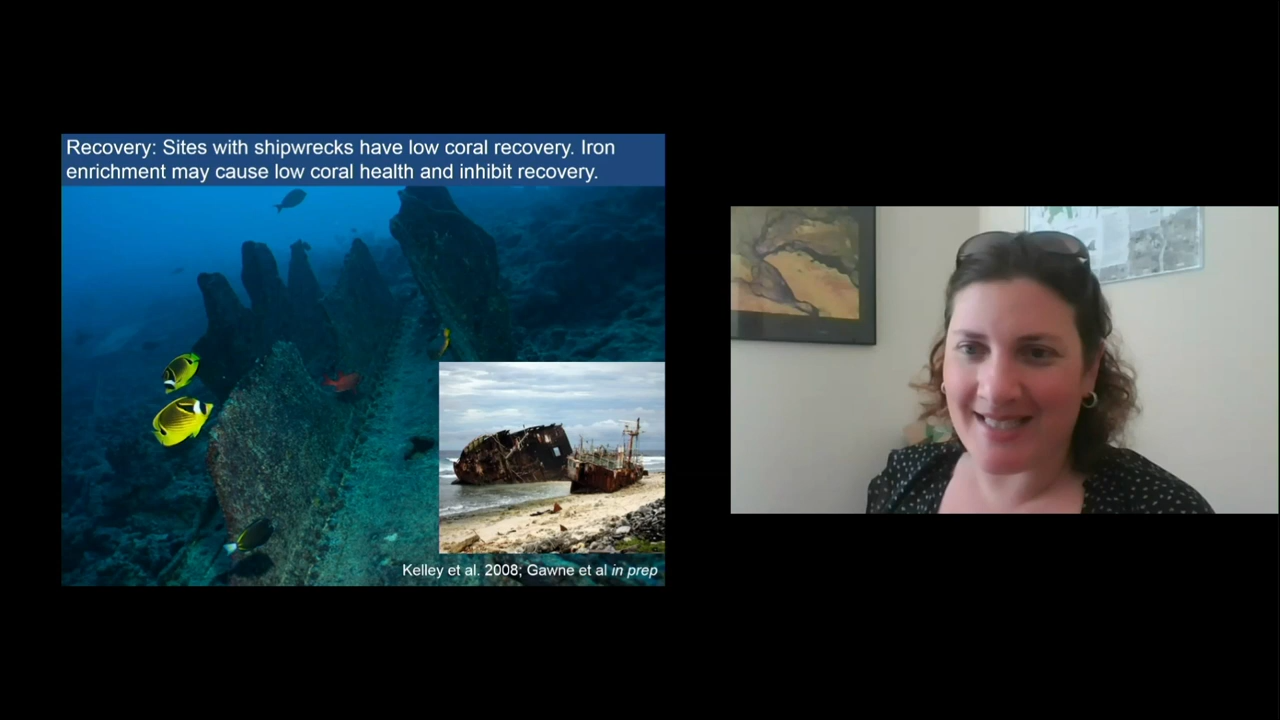 Recovery: Sites with shipwrecks have low coral recovery. Iron
enrichment may cause low coral health and inhibit recovery.
Kelley et al. 2008; Gawne et al in prep